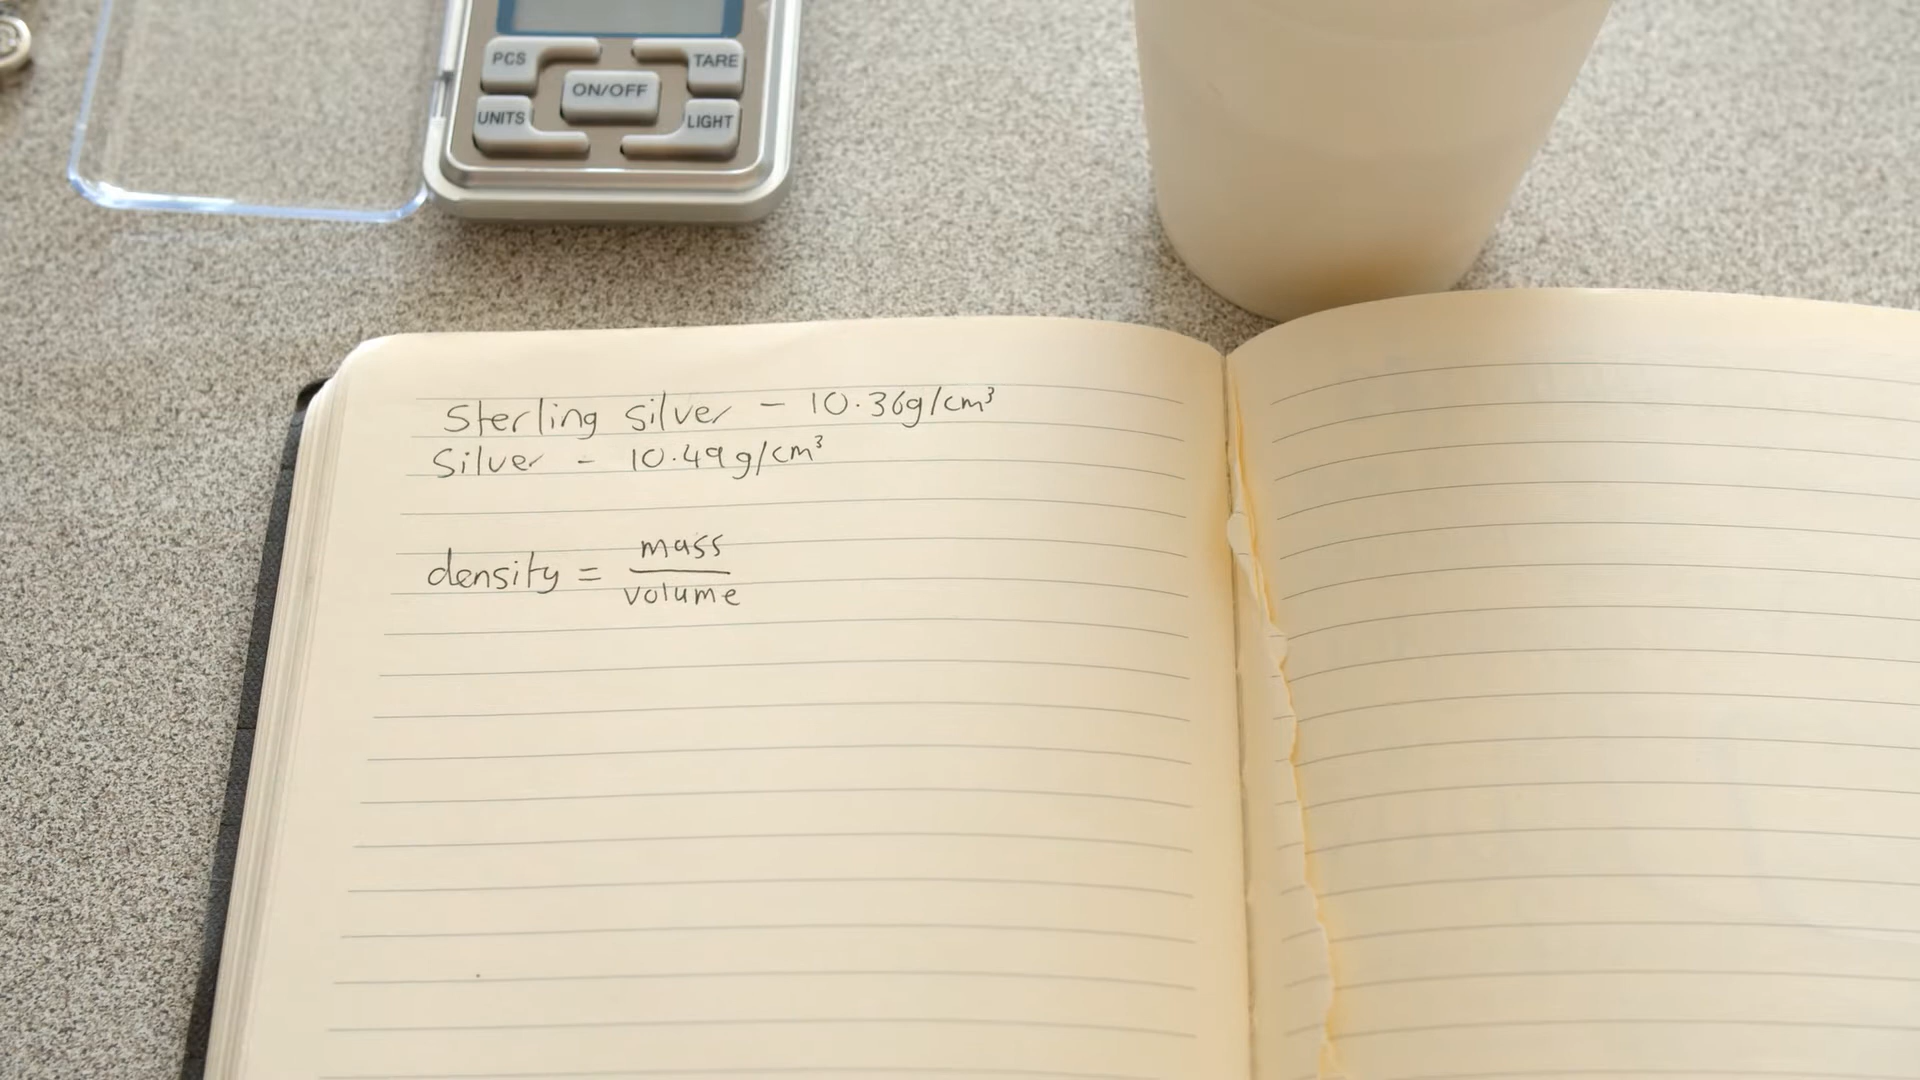 PCS
TARE
ON/OFF
UNITS
LIGHT
Sterling silver - 10.36g/cm³
Silver - 10.49g/cm³
density = mass
volume